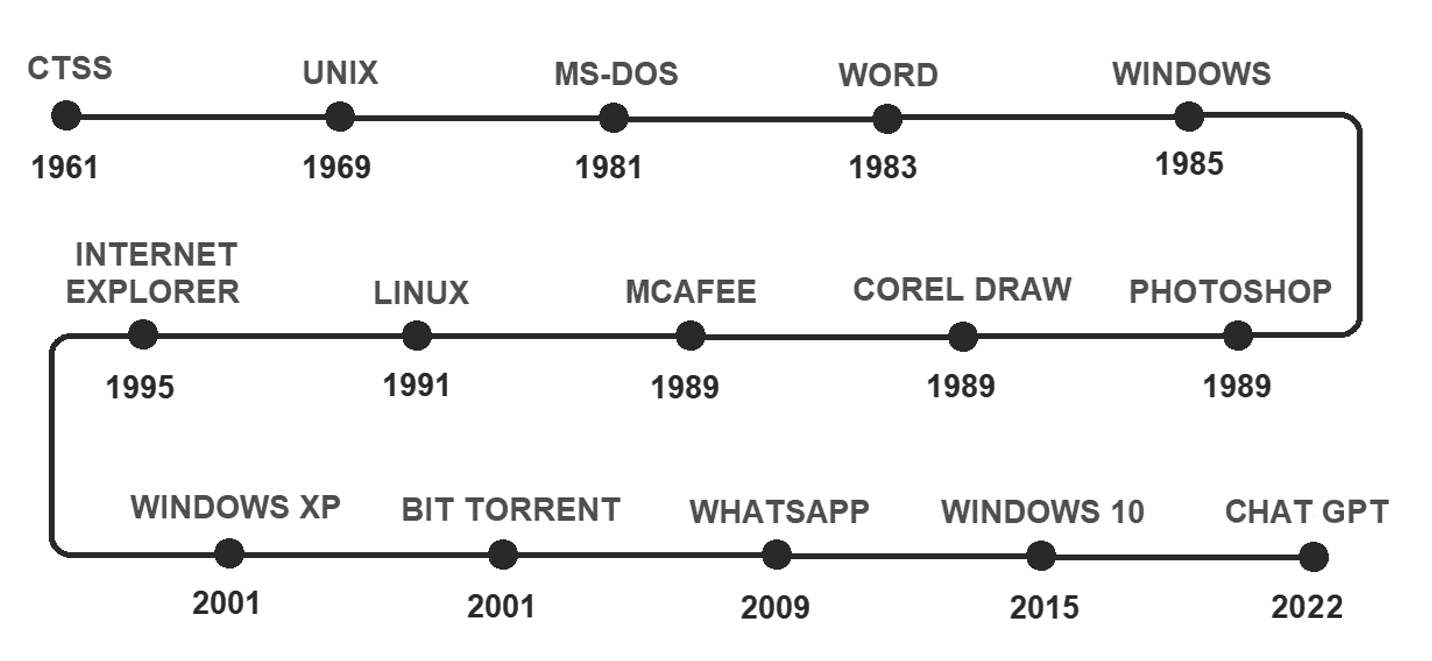 CTSS UNIX MS-DOS WORD WINDOWS
1961 1969 1981 1983 1985
INTERNET
EXPLORER LINUX MCAFEE COREL DRAW PHOTOSHOP
1995 1991 1989 1989 1989
WINDOWS XP BIT TORRENT WHATSAPP WINDOWS 10 CHAT GPT
2001 2001 2009 2015 2022